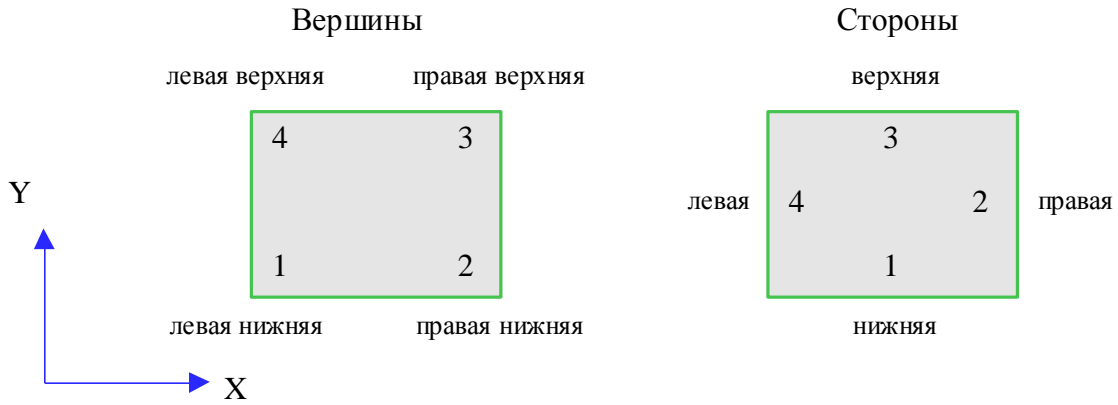 Вершины Стороны
левая верхняя правая верхняя верхняя
4 3 3
Y левая 4 2 правая
1 2 1
левая нижняя правая нижняя нижняя
X